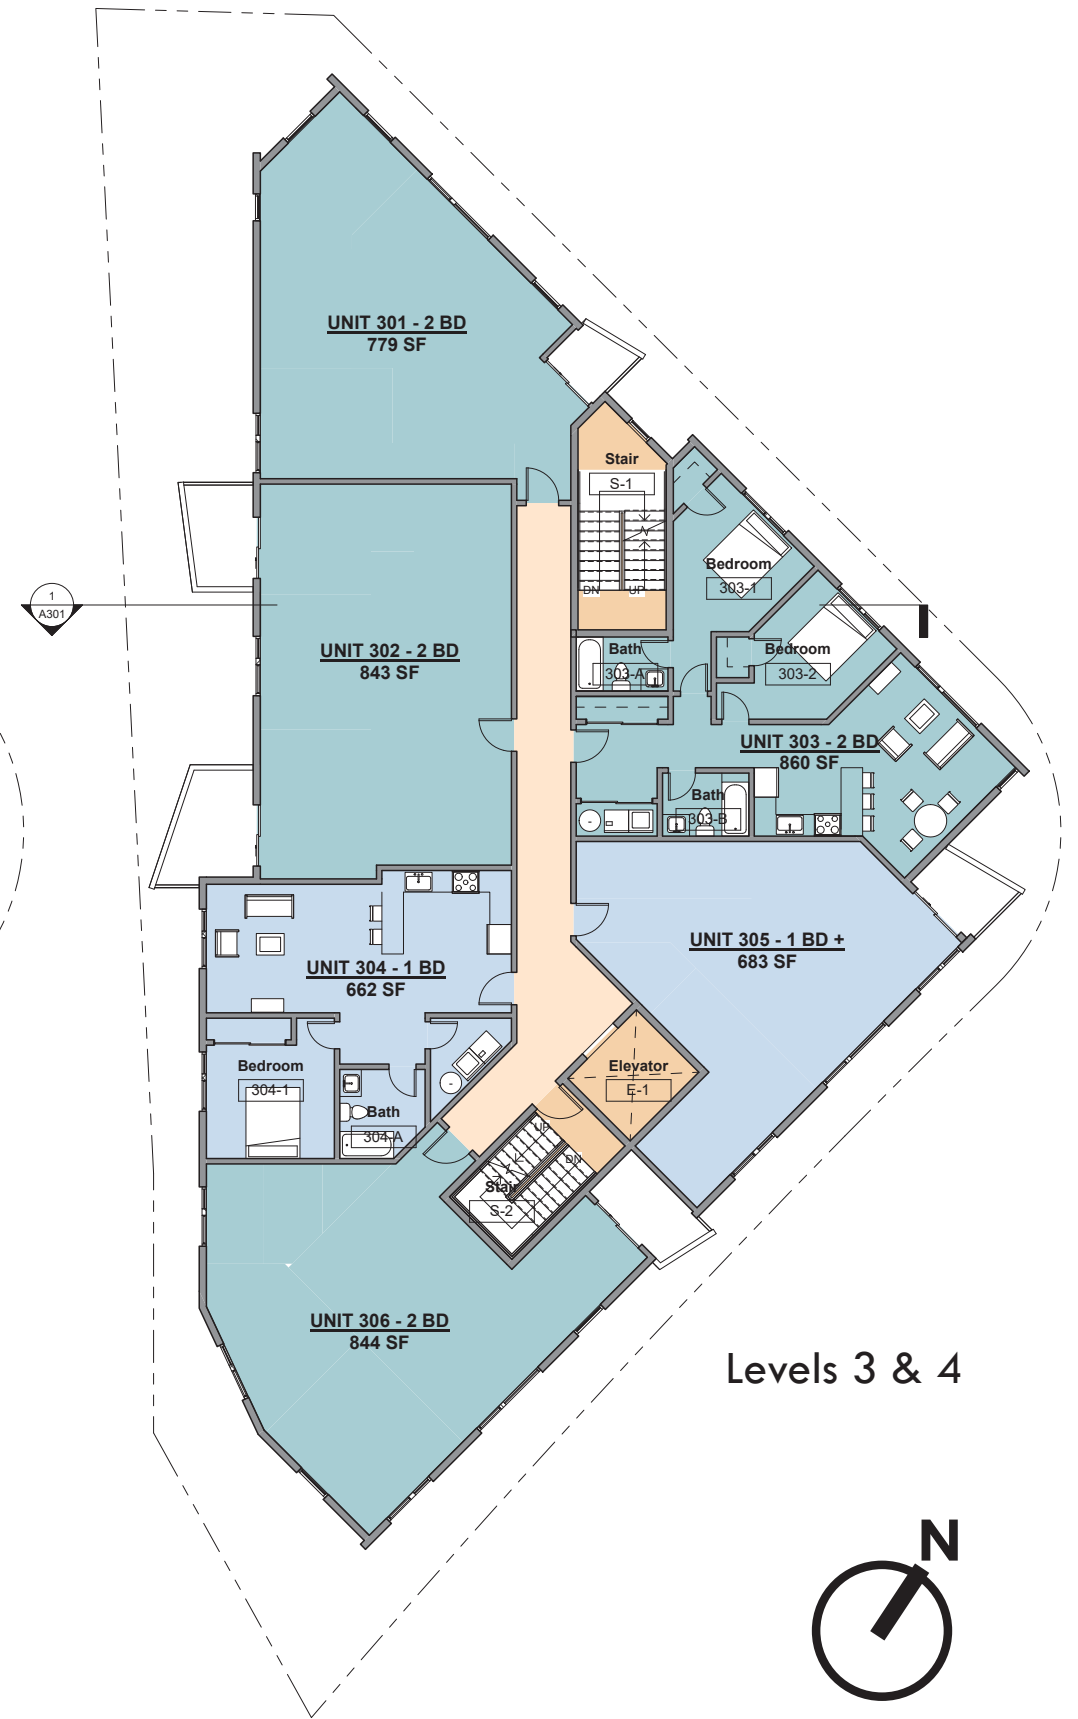 UNIT 301 - 2 BD
779 SF
Stair
S-1
DN
UP
Bedroom
303-1
1
A301
UNIT 302 - 2 BD
843 SF
Bath
303-A
Bedroom
303-2
UNIT 303 - 2 BD
860 SF
Bath
303-B
UNIT 305 - 1 BD +
683 SF
UNIT 304 - 1 BD
662 SF
Bedroom
304-1
Elevator
E-1
Bath
304-A
UP
DN
Stair
S-2
UNIT 306 - 2 BD
844 SF
Levels 3 & 4
N